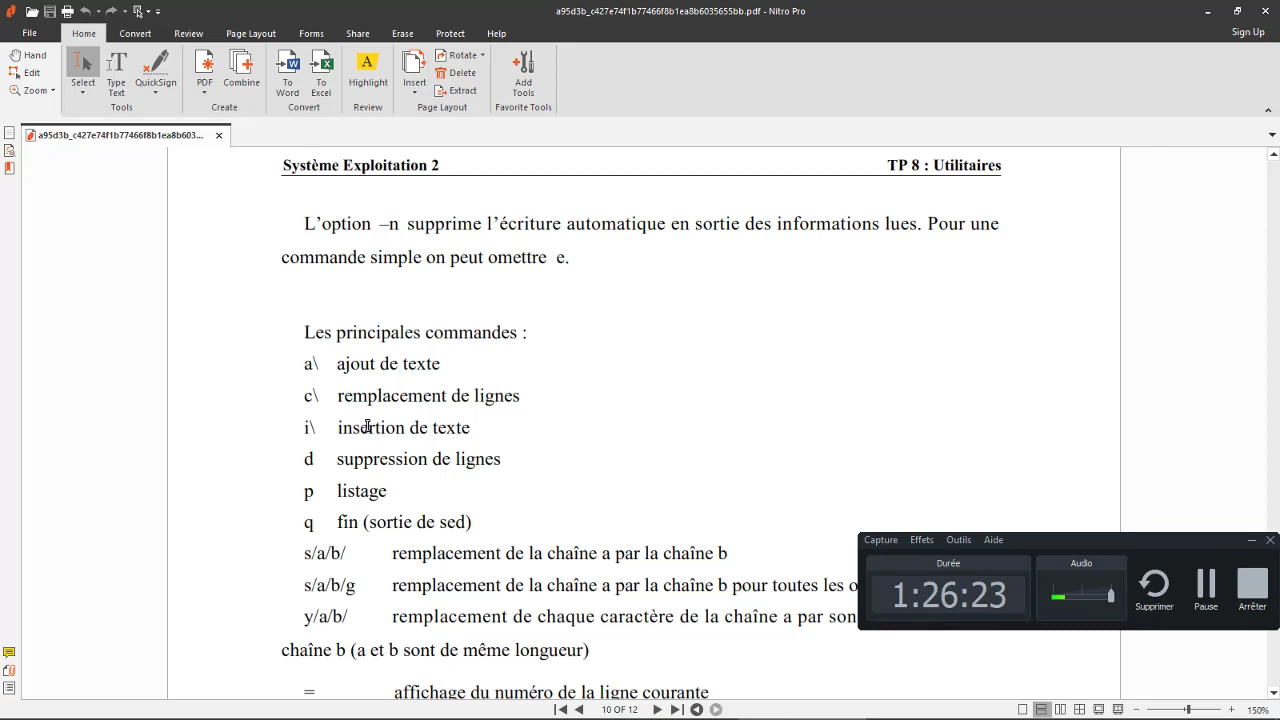 a95d3b_c427e74f1b77466f8b1ea8b6035655bb.pdf - Nitro Pro
File Home Convert Review Page Layout Forms Share Erase Protect Help Sign Up
Hand
Edit
Zoom
Select
Type Text
QuickSign
Tools
PDF
Combine
Create
To Word
To Excel
Convert
Highlight
Review
Insert
Rotate
Delete
Extract
Page Layout
Add Tools
Favorite Tools
a95d3b_c427e74f1b77466f8b1ea8b603...
Système Exploitation 2 TP 8 : Utilitaires
L’option –n supprime l’écriture automatique en sortie des informations lues. Pour une
commande simple on peut omettre e.
Les principales commandes :
a\ ajout de texte
c\ remplacement de lignes
i\ insertion de texte
d suppression de lignes
p listage
q fin (sortie de sed)
s/a/b/ remplacement de la chaîne a par la chaîne b
s/a/b/g remplacement de la chaîne a par la chaîne b pour toutes les
y/a/b/ remplacement de chaque caractère de la chaîne a par son
chaîne b (a et b sont de même longueur)
= affichage du numéro de la ligne courante
Capture Effets Outils Aide
Durée
1:26:23
Audio
Supprimer
Pause
Arrêter
10 OF 12
150%